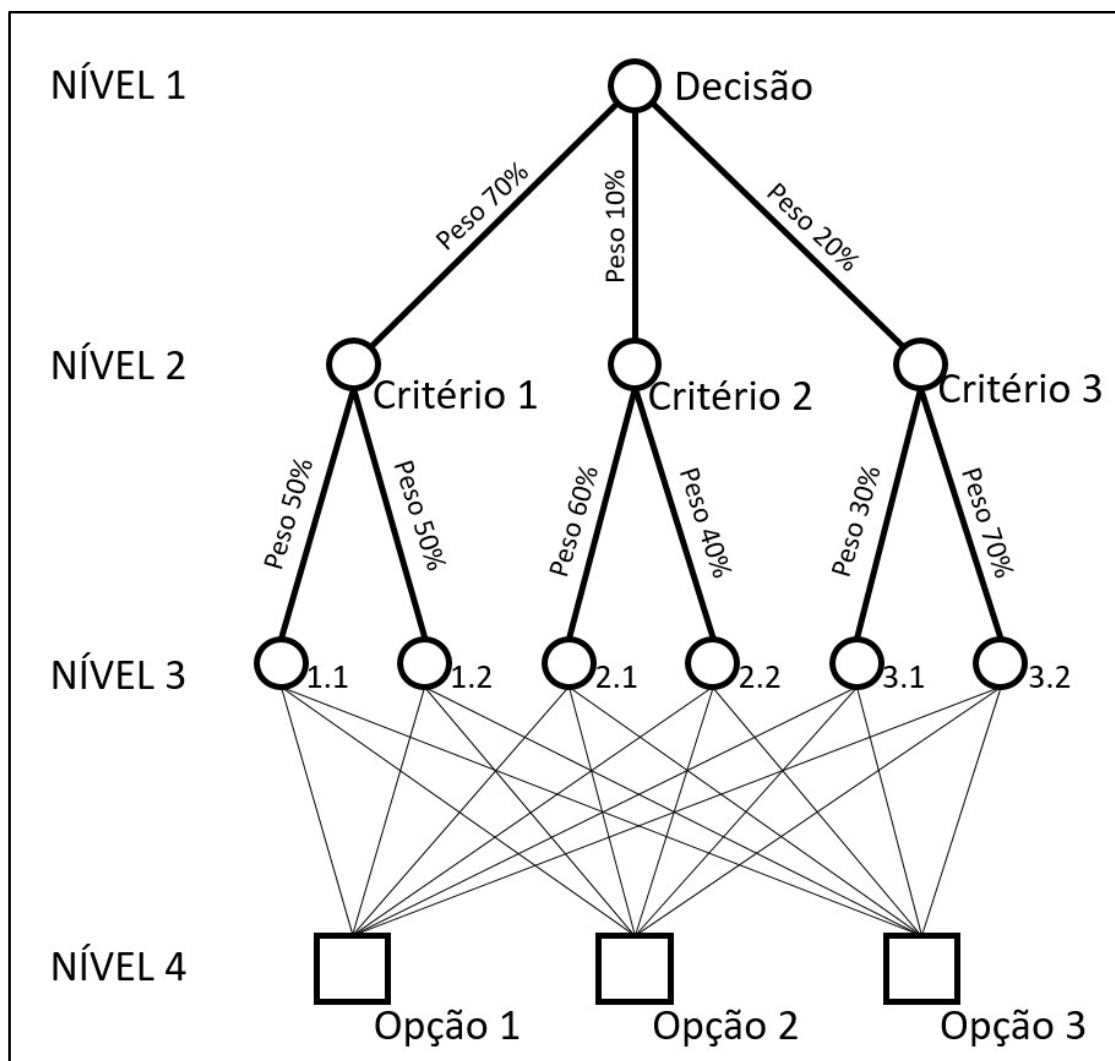 NÍVEL 1
Decisão
Peso 70%
Peso 10%
Peso 20%
NÍVEL 2
Critério 1
Critério 2
Critério 3
Peso 50%
Peso 50%
Peso 60%
Peso 40%
Peso 30%
Peso 70%
NÍVEL 3
1.1
1.2
2.1
2.2
3.1
3.2
NÍVEL 4
Opção 1
Opção 2
Opção 3